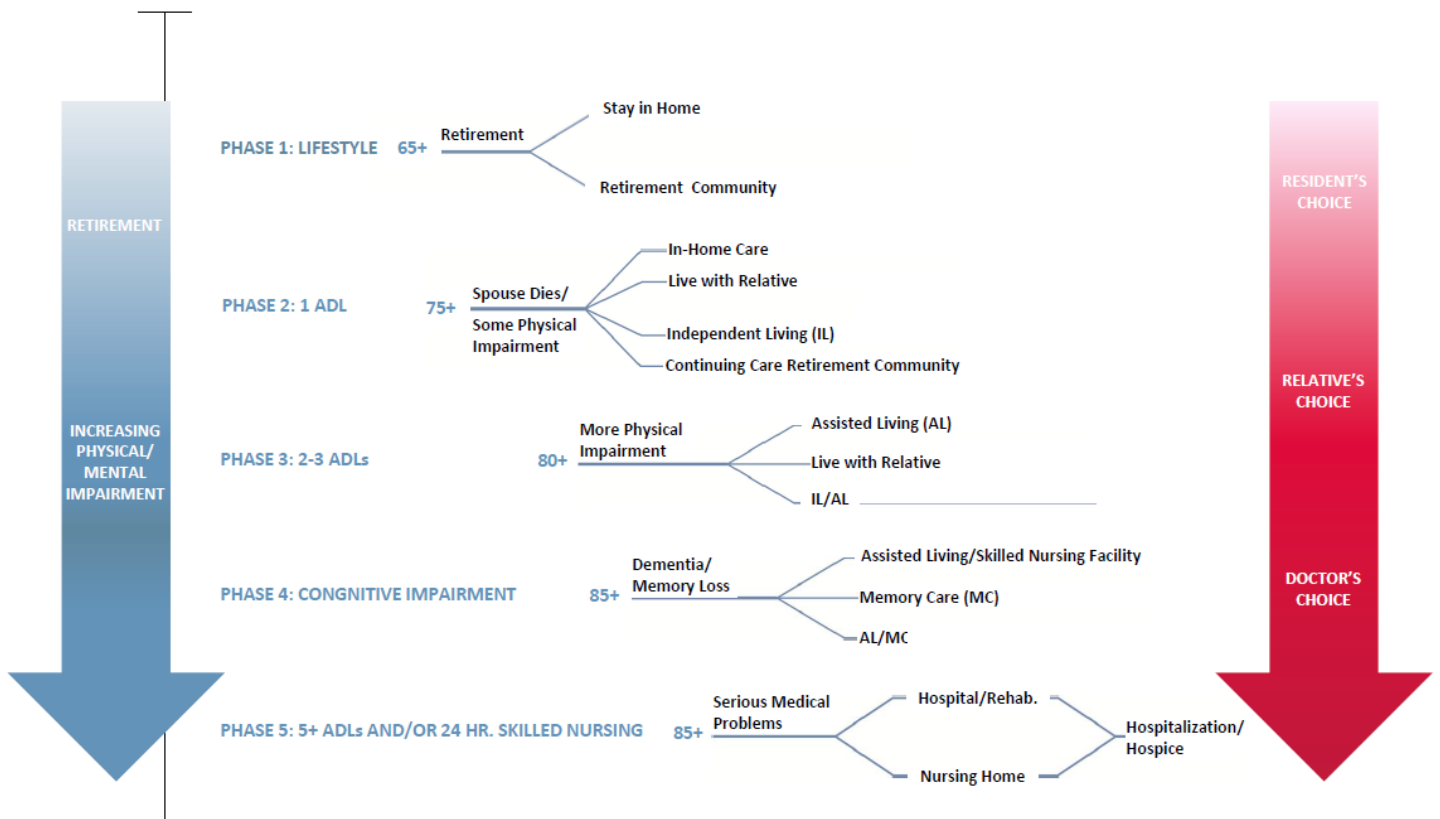 RETIREMENT
INCREASING
PHYSICAL/
MENTAL
IMPAIRMENT
PHASE 1: LIFESTYLE 65+ Retirement
Stay in Home
Retirement Community
PHASE 2: 1 ADL 75+ Spouse Dies/
Some Physical
Impairment
In-Home Care
Live with Relative
Independent Living (IL)
Continuing Care Retirement Community
PHASE 3: 2-3 ADLs 80+ More Physical
Impairment
Assisted Living (AL)
Live with Relative
IL/AL
PHASE 4: CONGNITIVE IMPAIRMENT 85+ Dementia/
Memory Loss
Assisted Living/Skilled Nursing Facility
Memory Care (MC)
AL/MC
PHASE 5: 5+ ADLs AND/OR 24 HR. SKILLED NURSING 85+ Serious Medical
Problems
Hospital/Rehab.
Nursing Home
Hospitalization/
Hospice
RESIDENT'S
CHOICE
RELATIVE'S
CHOICE
DOCTOR'S
CHOICE